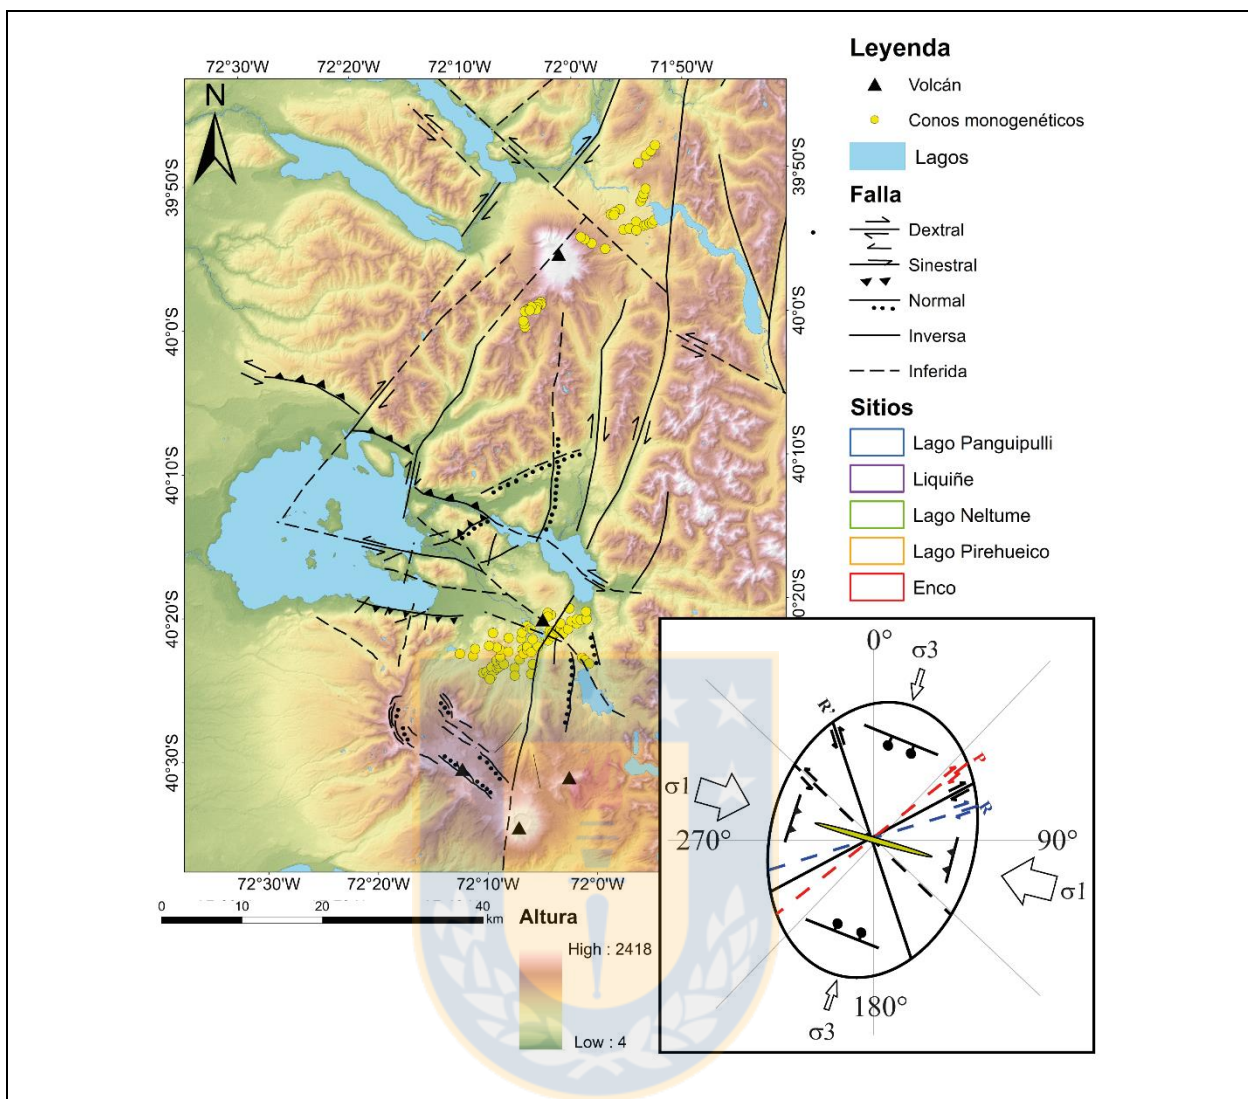 72°30'W 72°20'W 72°10'W 72°0'W 71°50'W
N
39°50'S
40°0'S
40°10'S
40°20'S
40°30'S
39°50'S
40°0'S
40°10'S
40°20'S
72°30'W 72°20'W 72°10'W 72°0'W
0 10 20 40
km
Altura
High : 2418
Low : 4
Leyenda
Volcán
Conos monogenéticos
Lagos
Falla
Dextral
Sinestral
Normal
Inversa
Inferida
Sitios
Lago Panguipulli
Liquiñe
Lago Neltume
Lago Pirehueico
Enco
0°
σ3
R'
P
R
σ1
270°
90°
σ1
180°
σ3